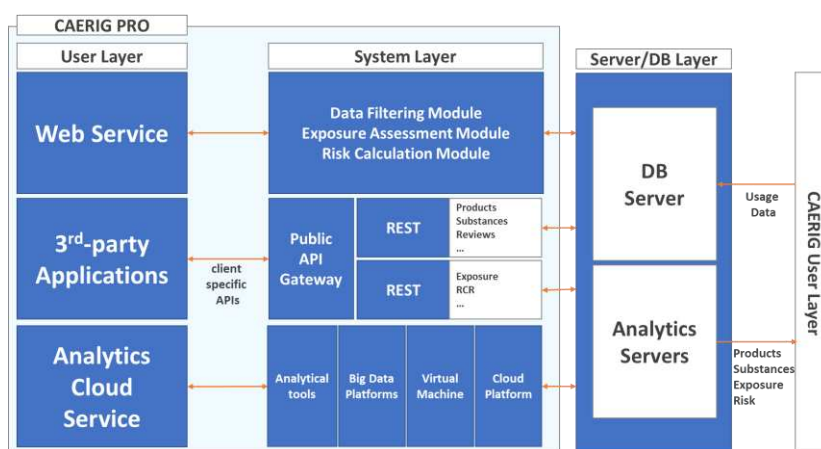 CAERIG PRO
User Layer
System Layer
Server/DB Layer
Web Service
Data Filtering Module
Exposure Assessment Module
Risk Calculation Module
DB
Server
Usage
Data
CAERIG User Layer
3rd-party
Applications
client
specific
APIs
Public
API
Gateway
REST
Products
Substances
Reviews
...
REST
Exposure
RCR
...
Analytics
Servers
Products
Substances
Exposure
Risk
Analytics
Cloud
Service
Analytical
tools
Big Data
Platforms
Virtual
Machine
Cloud
Platform